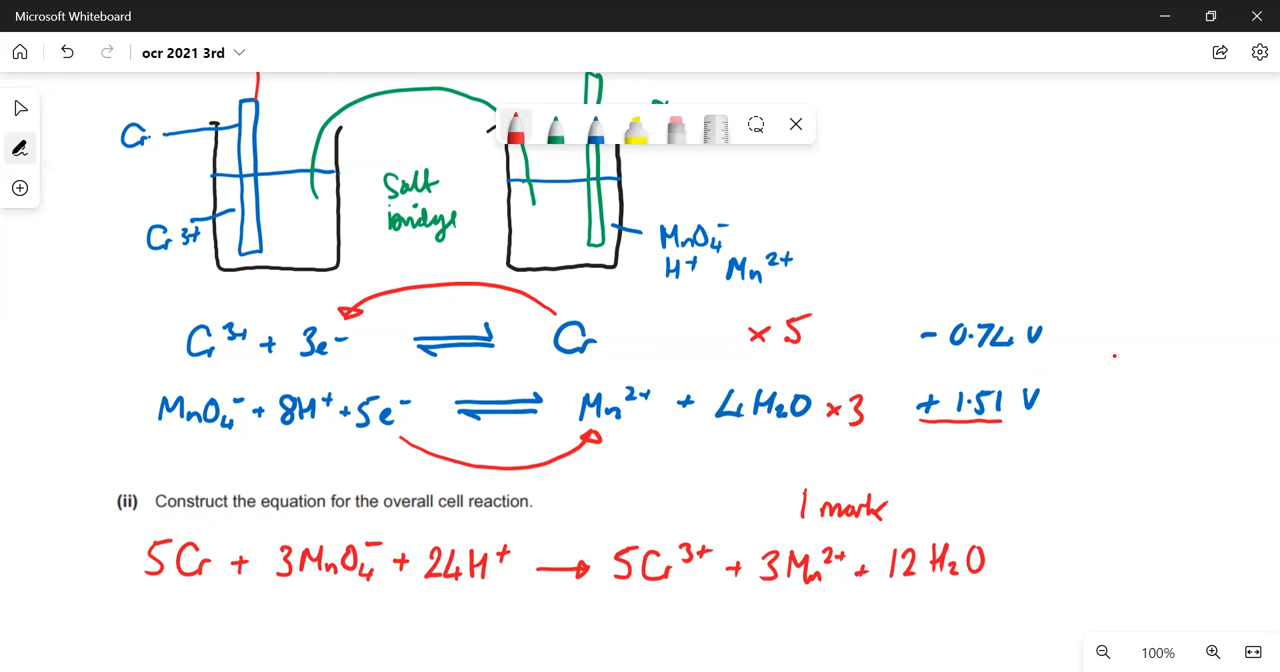 Microsoft Whiteboard
ocr 2021 3rd
Cr
Cr 3+
Salt
bridge
MnO4⁻
H⁺ Mn²⁺
Cr³⁺ + 3e⁻ ⇌ Cr × 5 - 0.74 V
MnO4⁻ + 8H⁺ + 5e⁻ ⇌ Mn²⁺ + 4H2O × 3 + 1.51 V
(ii) Construct the equation for the overall cell reaction.
1 mark
5Cr + 3MnO4⁻ + 24H⁺ → 5Cr³⁺ + 3Mn²⁺ + 12H2O
100%